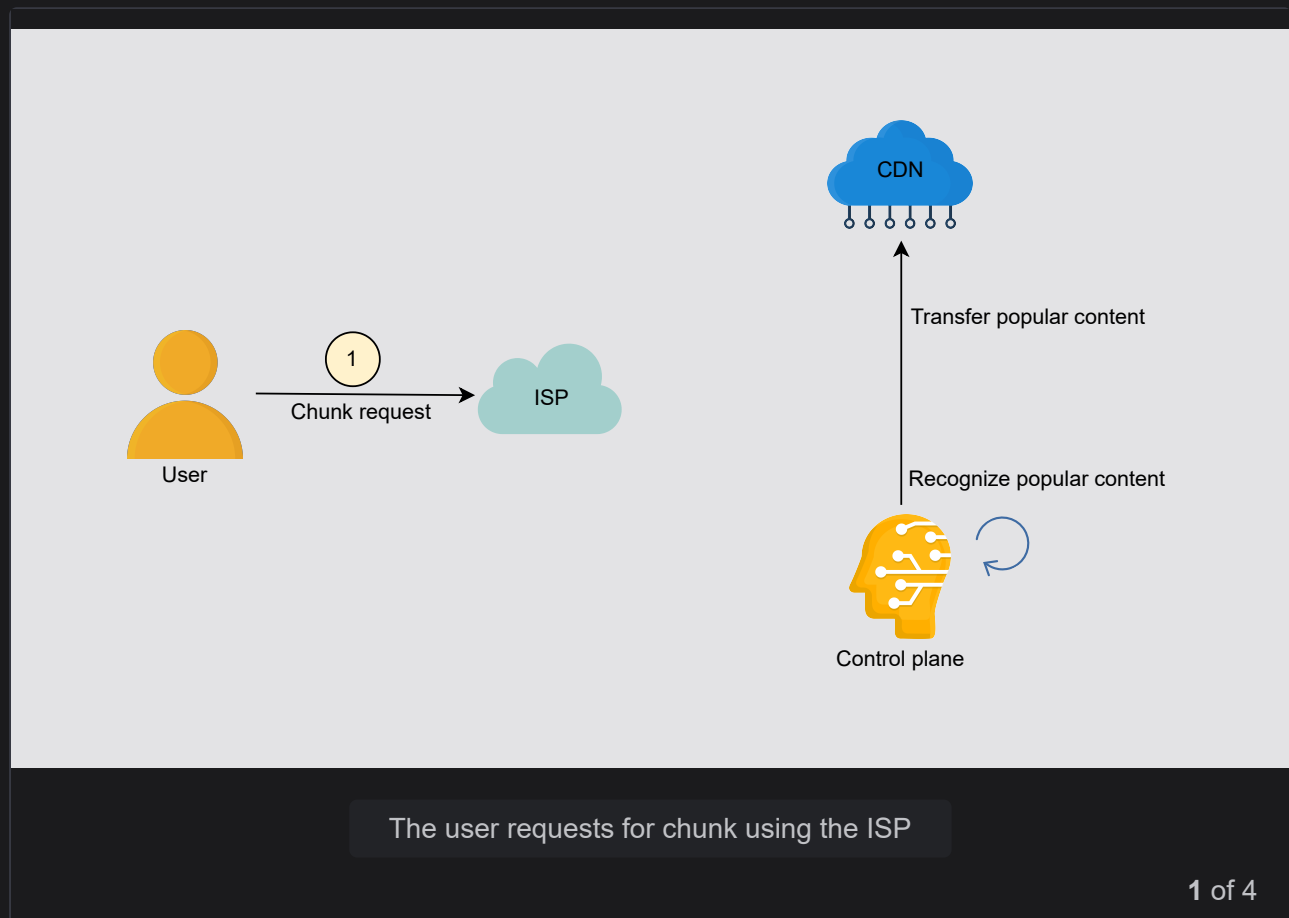 CDN
Transfer popular content
1
Chunk request
ISP
User
Recognize popular content
Control plane
The user requests for chunk using the ISP
1 of 4